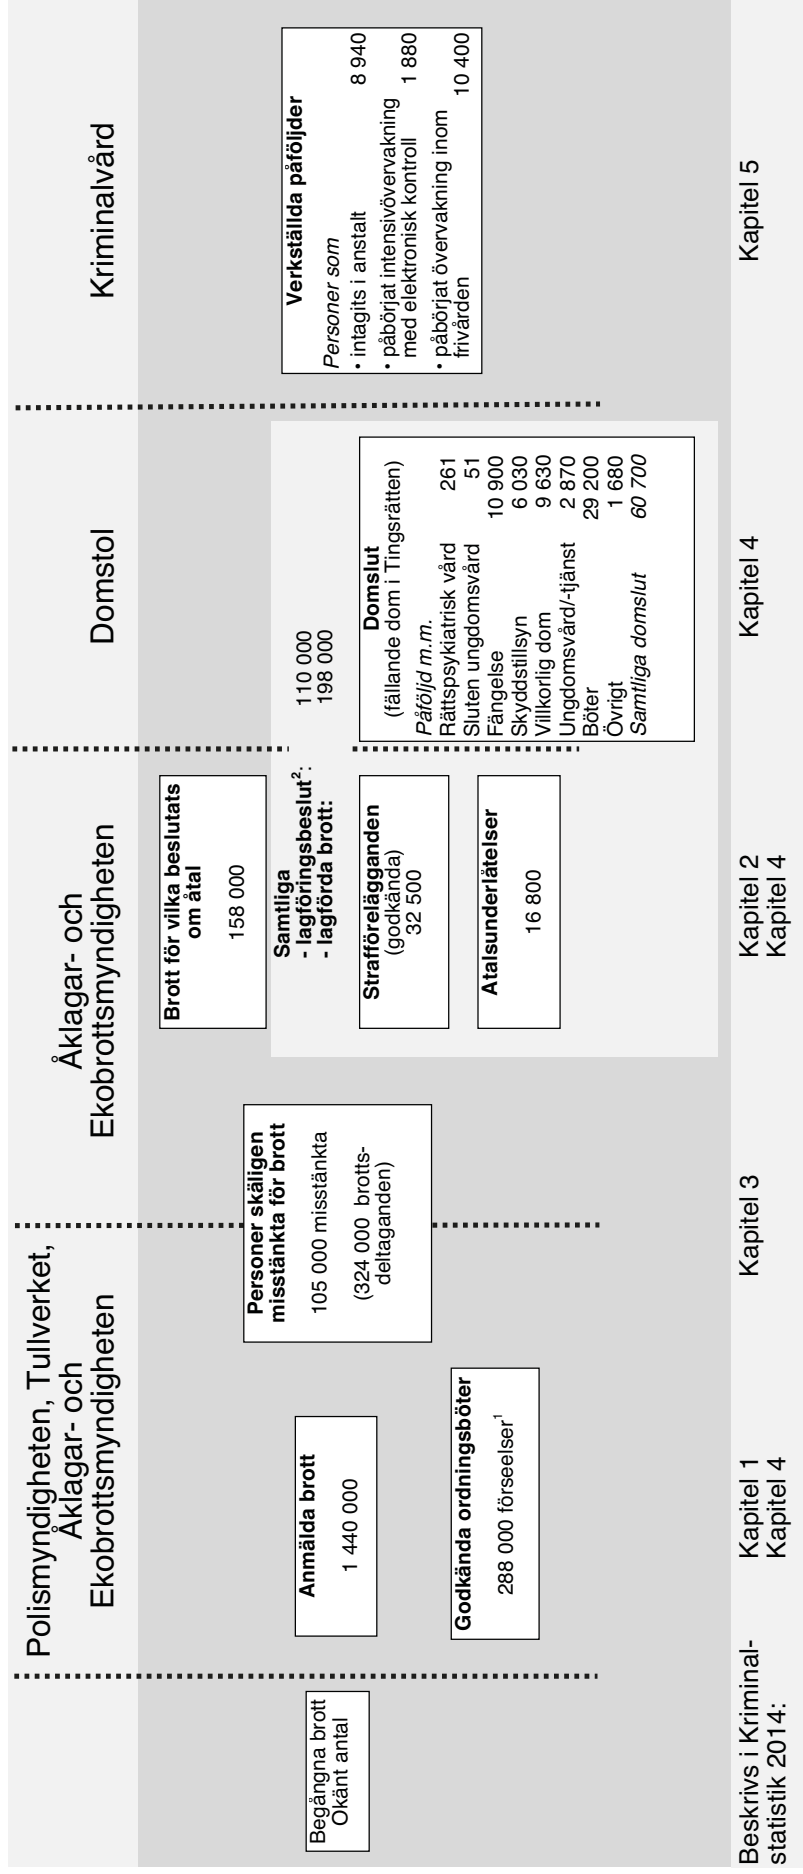 Polismyndigheten, Tullverket,
Åklagar- och
Ekobrottsmyndigheten
Åklagar- och
Ekobrottsmyndigheten
Domstol
Kriminalvård
Begångna brott
Okänt antal
Anmälda brott
1 440 000
Godkända ordningsböter
288 000 förseelser¹
Personer skäligen
misstänkta för brott
105 000 misstänkta
(324 000 brotts-
deltaganden)
Brott för vilka beslutats
om åtal
158 000
Samtliga
- lagföringsbeslut²: 110 000
- lagförda brott: 198 000
Strafförelägganden
(godkända)
32 500
Atalsunderlåtelser
16 800
Domslut
(fällande dom i Tingsrätten)
Påföljd m.m.
Rättspsykiatrisk vård 261
Sluten ungdomsvård 51
Fängelse 10 900
Skyddstillsyn 6 030
Villkorlig dom 9 630
Ungdomsvård/-tjänst 2 870
Böter 29 200
Övrigt 1 680
Samtliga domslut 60 700
Verkställda påföljder
Personer som
• intagits i anstalt 8 940
• påbörjat intensivövervakning
med elektronisk kontroll 1 880
• påbörjat övervakning inom
frivården 10 400
Beskrivs i Kriminal-
statistik 2014:
Kapitel 1
Kapitel 4
Kapitel 3
Kapitel 2
Kapitel 4
Kapitel 4
Kapitel 5